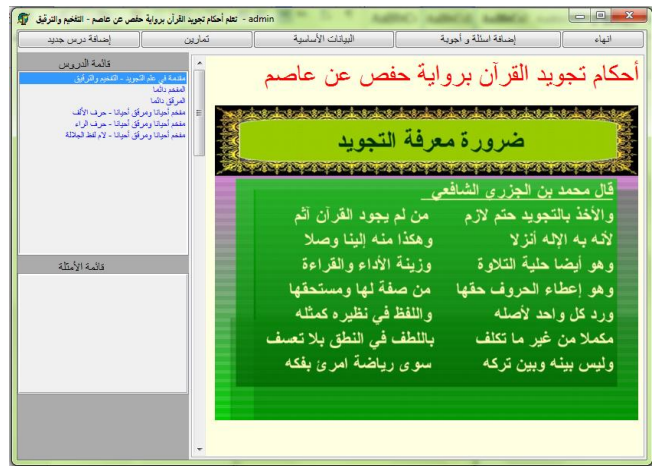 admin - تعلم أحكام تجويد القرآن برواية حفص عن عاصم - التفخيم والترقيق
انهاء
إضافة اسئلة و أجوبة
البيانات الأساسية
تمارين
إضافة درس جديد
أحكام تجويد القرآن برواية حفص عن عاصم
ضرورة معرفة التجويد
قال محمد بن الجزري الشافعي
والأخذ بالتجويد حتم لازم من لم يجود القرآن آثم
لأنه به الإله أنزلا وهكذا منه إلينا وصلا
وهو أيضا حلية التلاوة وزينة الأداء والقراءة
وهو إعطاء الحروف حقها من صفة لها ومستحقها
ورد كل واحد لأصله واللفظ في نظيره كمثله
مكملا من غير ما تكلف باللطف في النطق بلا تعسف
وليس بينه وبين تركه سوى رياضة امرئ بفكه
قائمة الدروس
مقدمة في علم التجويد - التفخيم والترقيق
المفخم دائما
المرقق دائما
مفخم أحيانا ومرقق أحيانا - حرف الألف
مفخم أحيانا ومرقق أحيانا - حرف الراء
مفخم أحيانا ومرقق أحيانا - لام لفظ الجلالة
قائمة الأمثلة